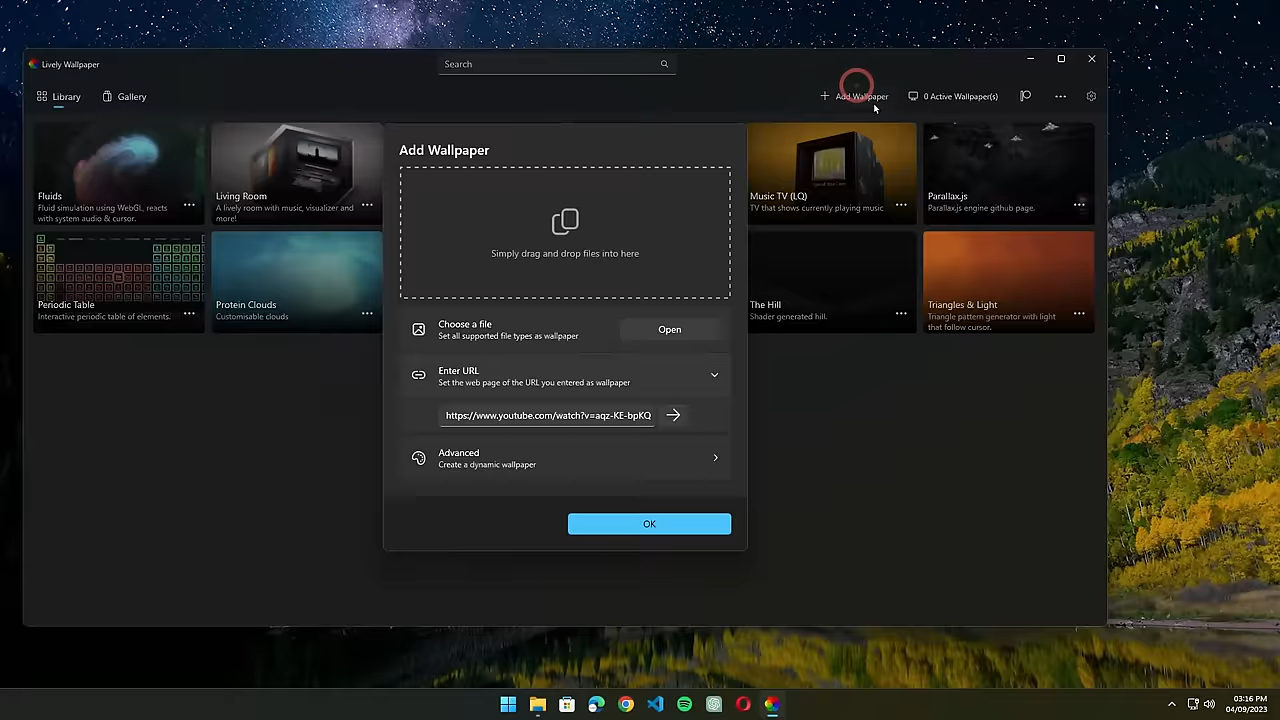 Lively Wallpaper
Search
Library
Gallery
Add Wallpaper
0 Active Wallpaper(s)
Fluids
Fluid simulation using WebGL, reacts
with system audio & cursor.
Living Room
A lively room with music, visualizer and
more!
Music TV (LQ)
TV that shows currently playing music
Parallax.js
Parallax.js engine github page.
Periodic Table
Interactive periodic table of elements.
Protein Clouds
Customisable clouds
The Hill
Shader generated hill.
Triangles & Light
Triangle pattern generator with light
that follow cursor.
Add Wallpaper
Simply drag and drop files into here
Choose a file
Set all supported file types as wallpaper
Open
Enter URL
Set the web page of the URL you entered as wallpaper
https://www.youtube.com/watch?v=aqz-KE-bpKQ
Advanced
Create a dynamic wallpaper
OK
03:16 PM
04/09/2023